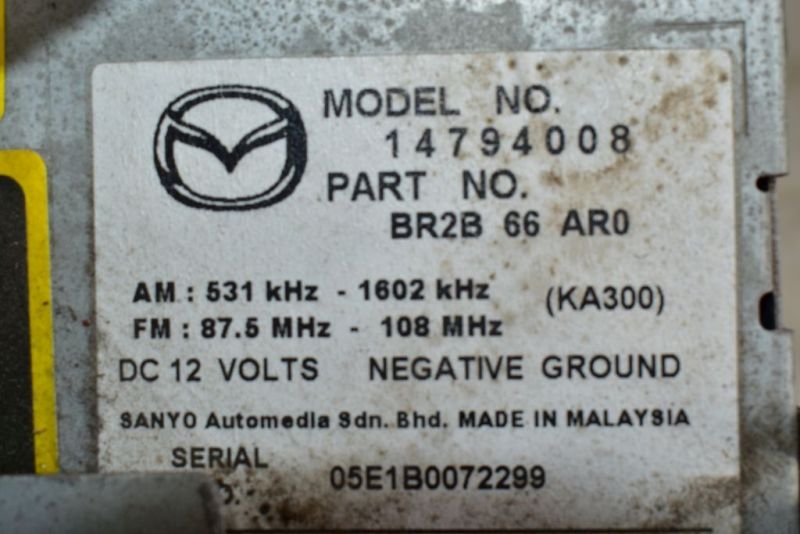 MODEL NO.
14794008
PART NO.
BR2B 66 AR0
AM : 531 kHz - 1602 kHz (KA300)
FM : 87.5 MHz - 108 MHz
DC 12 VOLTS NEGATIVE GROUND
SANYO Automedia Sdn. Bhd. MADE IN MALAYSIA
SERIAL
05E1B0072299